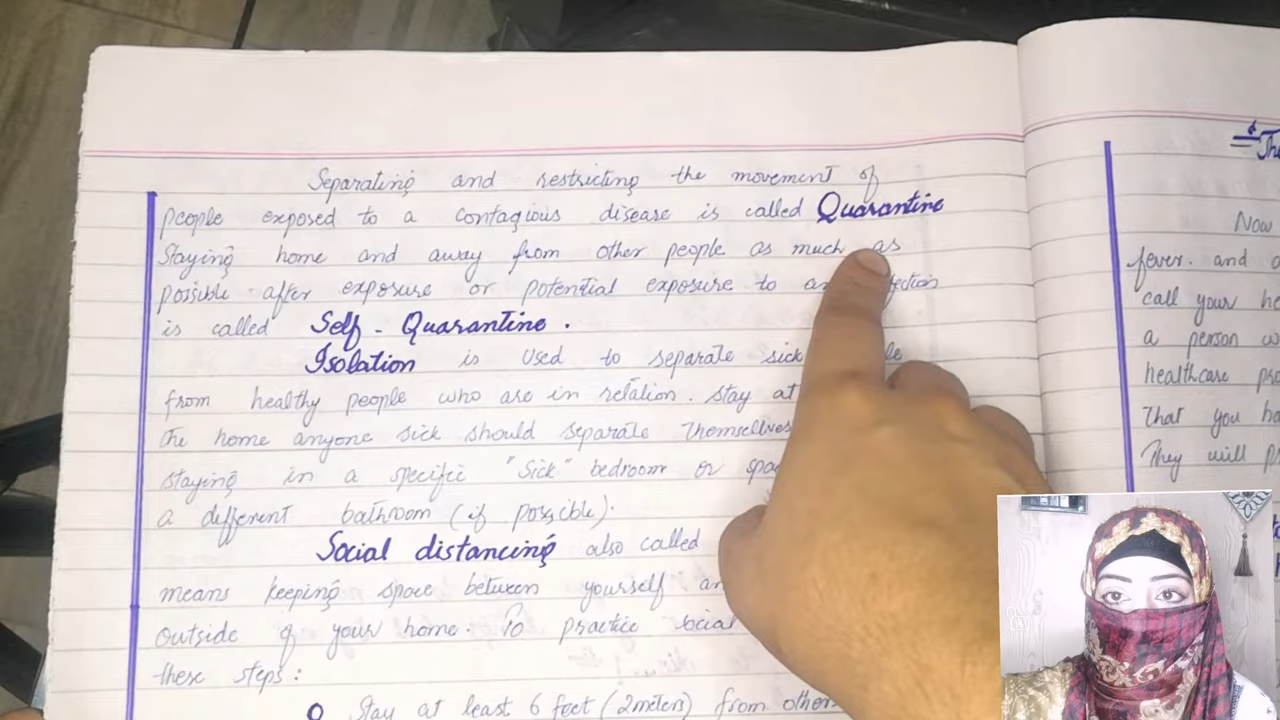 Separating and restricting the movement of
people exposed to a contagious disease is called Quarantine
Staying home and away from other people as much as
possible after exposure or potential exposure to an
is called Self - Quarantine .
Isolation is used to separate sick
from healthy people who are in relation. Stay at
the home anyone sick should separate themselves
staying in a specific "Sick" bedroom or
a different bathroom (if possible).
Social distancing also called
means keeping space between yourself
outside of your home. To practice social
these steps:
Stay at least 6 feet (2meters) from
Now
fever. and
call your
a person
healthcare
That you
They will